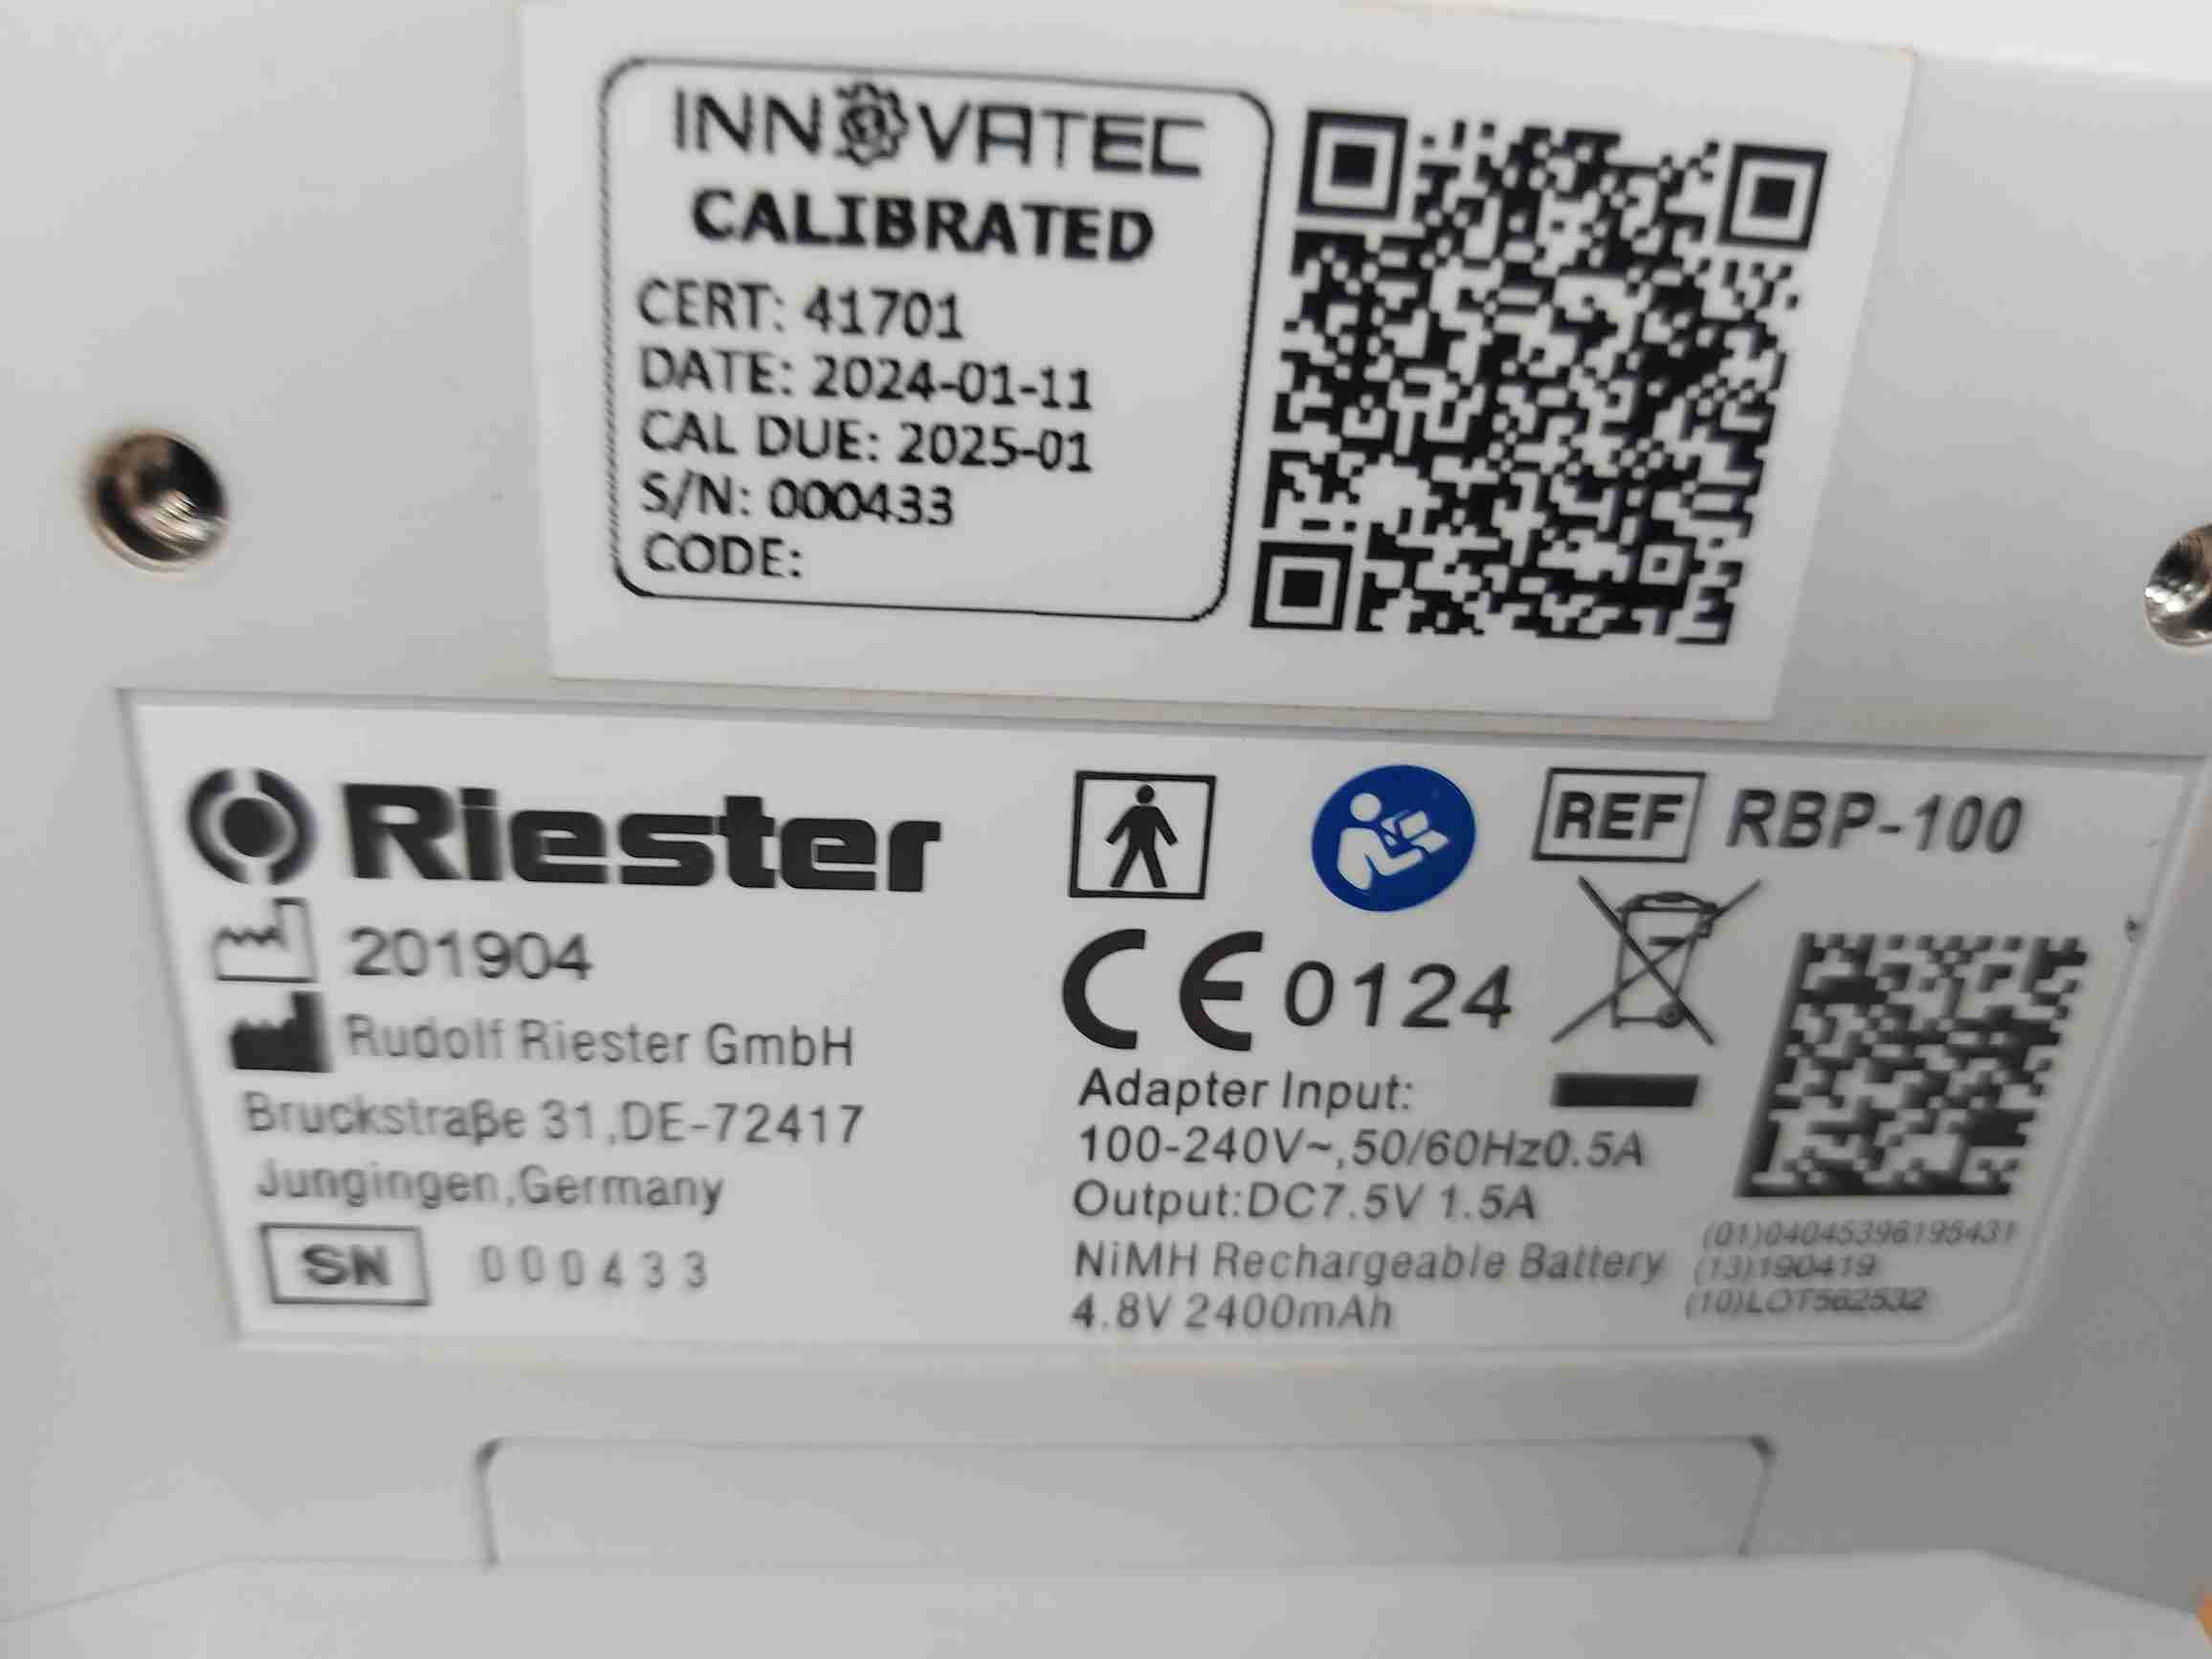 INNOVATEC
CALIBRATED
CERT: 41701
DATE: 2024-01-11
CAL DUE: 2025-01
S/N: 000433
CODE:
Riester
201904
Rudolf Riester GmbH
Bruckstraße 31,DE-72417
Jungingen,Germany
SN 000433
REF RBP-100
CE 0124
Adapter Input:
100-240V~,50/60Hz0.5A
Output:DC7.5V 1.5A
NiMH Rechargeable Battery
4.8V 2400mAh
(01)04045396195431
(13)190419
(10)LOT562532